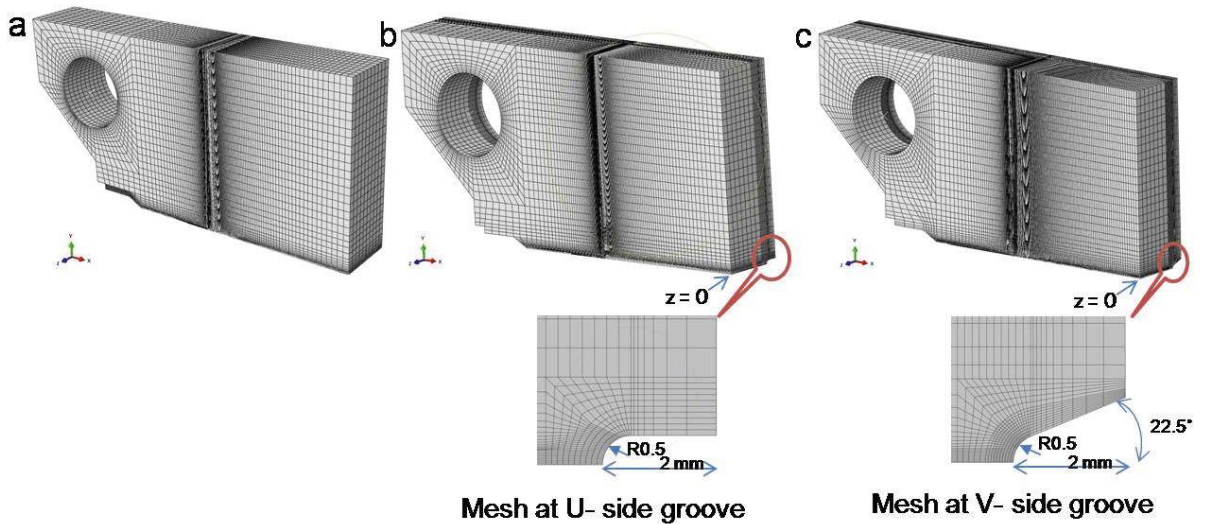 a
b
c
Y
Z
X
Y
Z
X
Y
Z
X
z = 0
z = 0
R0.5
2 mm
R0.5
2 mm
22.5°
Mesh at U- side groove
Mesh at V- side groove